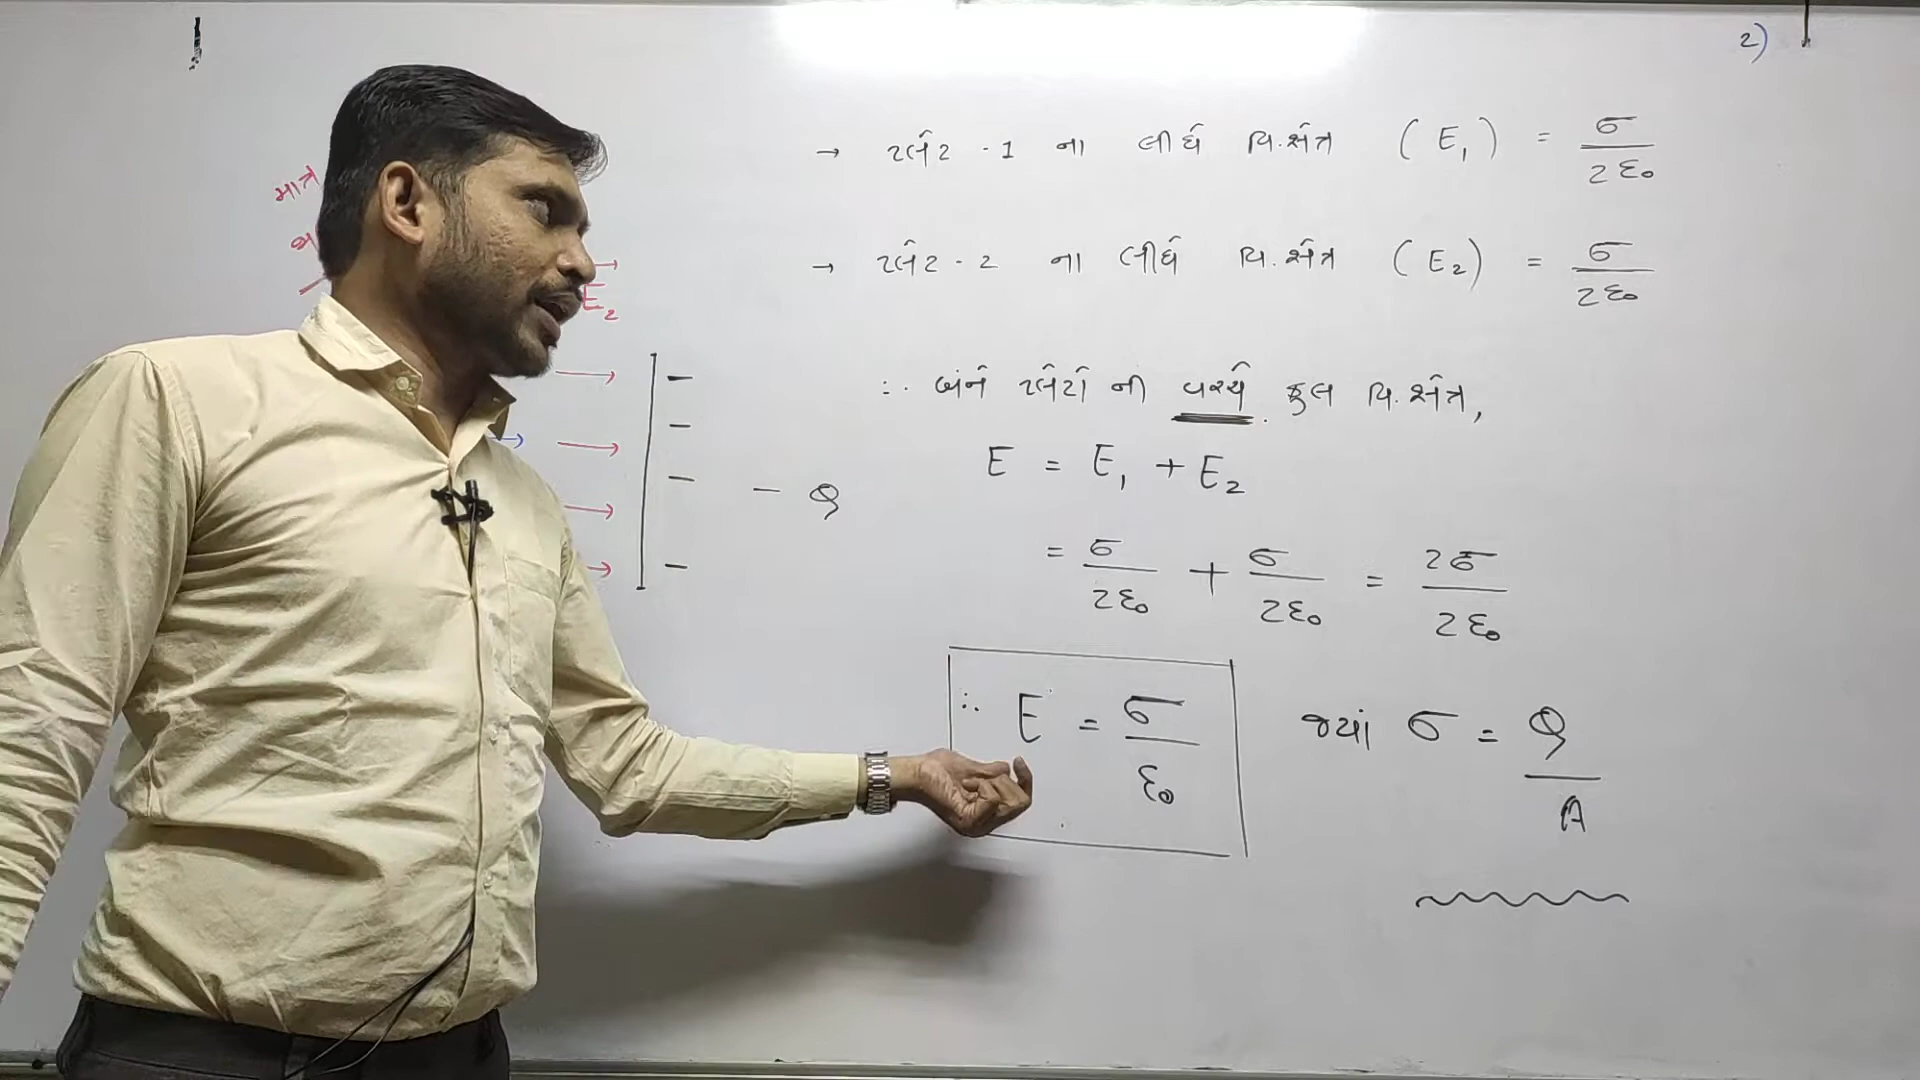 2)
→ પ્લેટ - 1 ના લીધે વિ.ક્ષેત્ર (E₁) = σ / 2ε₀
→ પ્લેટ - 2 ના લીધે વિ.ક્ષેત્ર (E₂) = σ / 2ε₀
∴ બંને પ્લેટો ની વચ્ચે કુલ વિ.ક્ષેત્ર,
E = E₁ + E₂
= σ / 2ε₀ + σ / 2ε₀ = 2σ / 2ε₀
∴ E = σ / ε₀ જ્યાં σ = Q / A
માત્ર
E₂
- Q